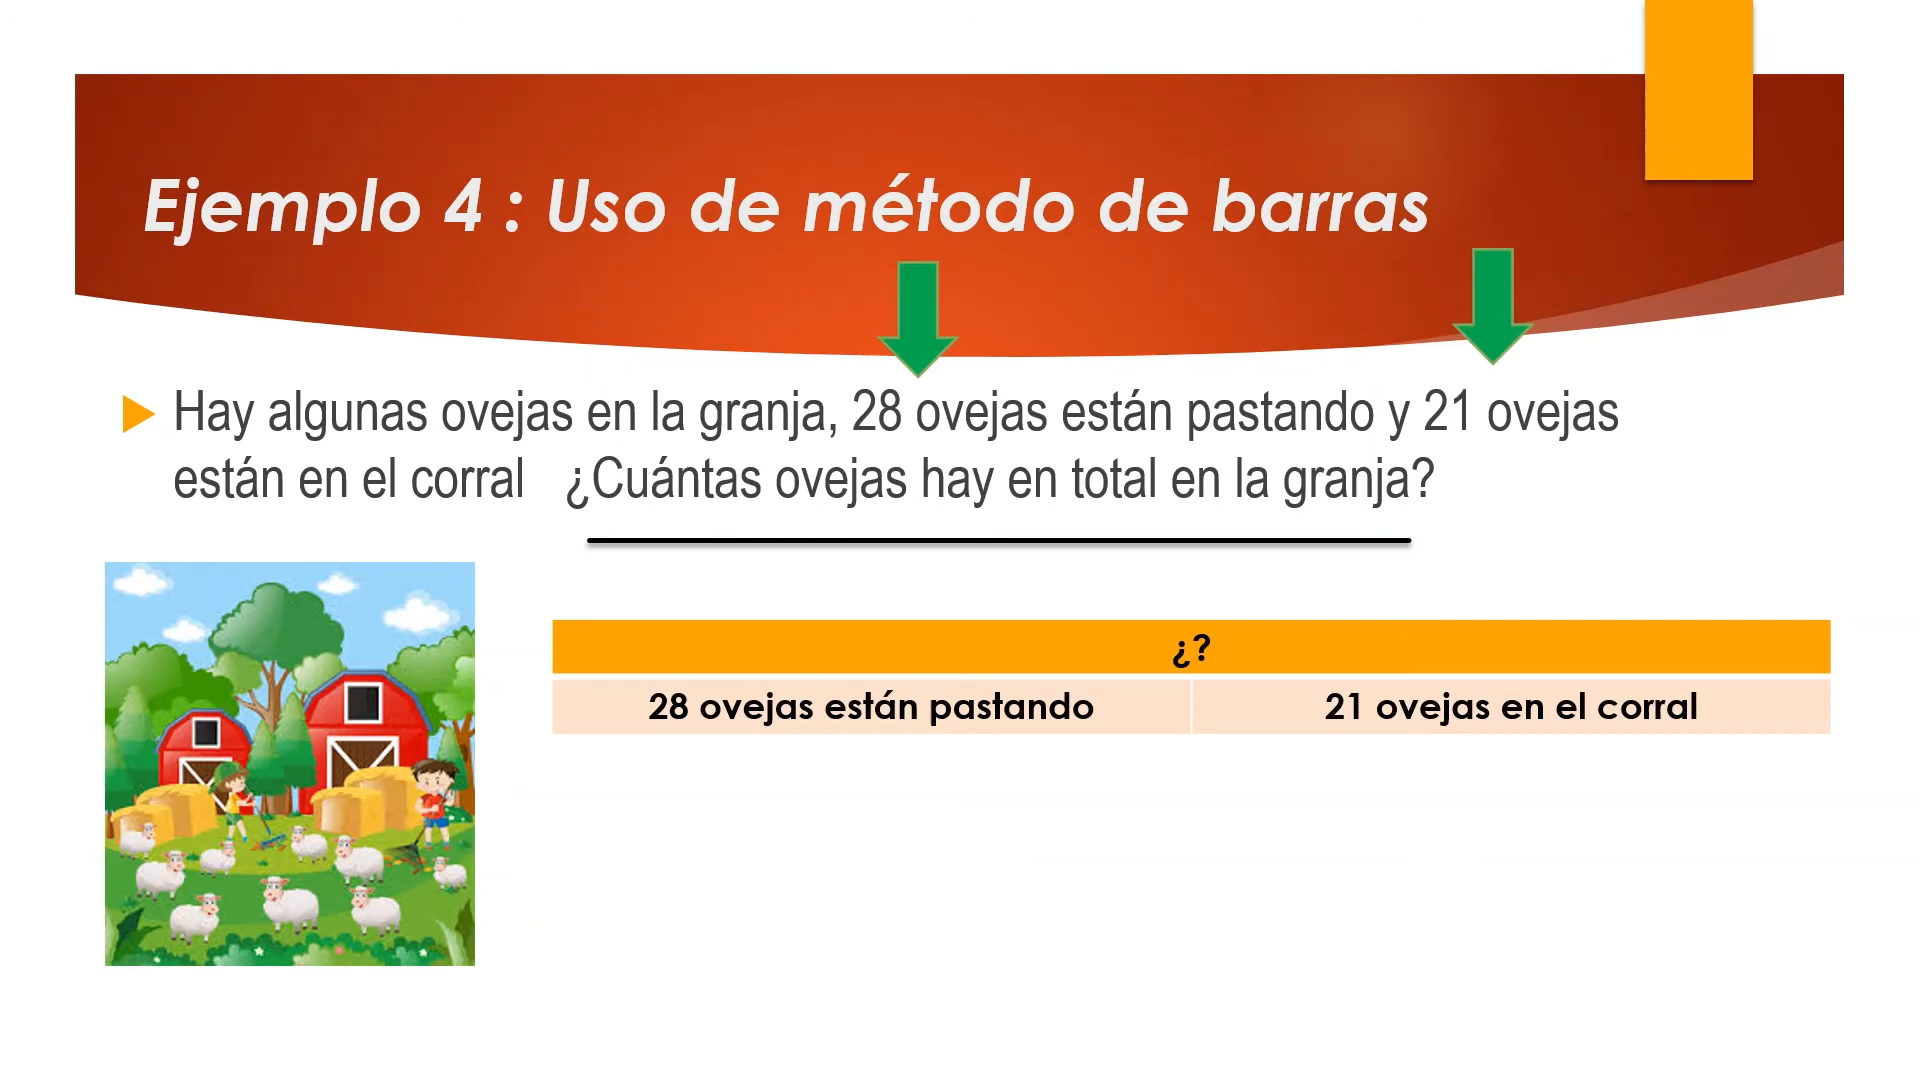 Ejemplo 4 : Uso de método de barras
Hay algunas ovejas en la granja, 28 ovejas están pastando y 21 ovejas
están en el corral ¿Cuántas ovejas hay en total en la granja?
¿?
28 ovejas están pastando
21 ovejas en el corral